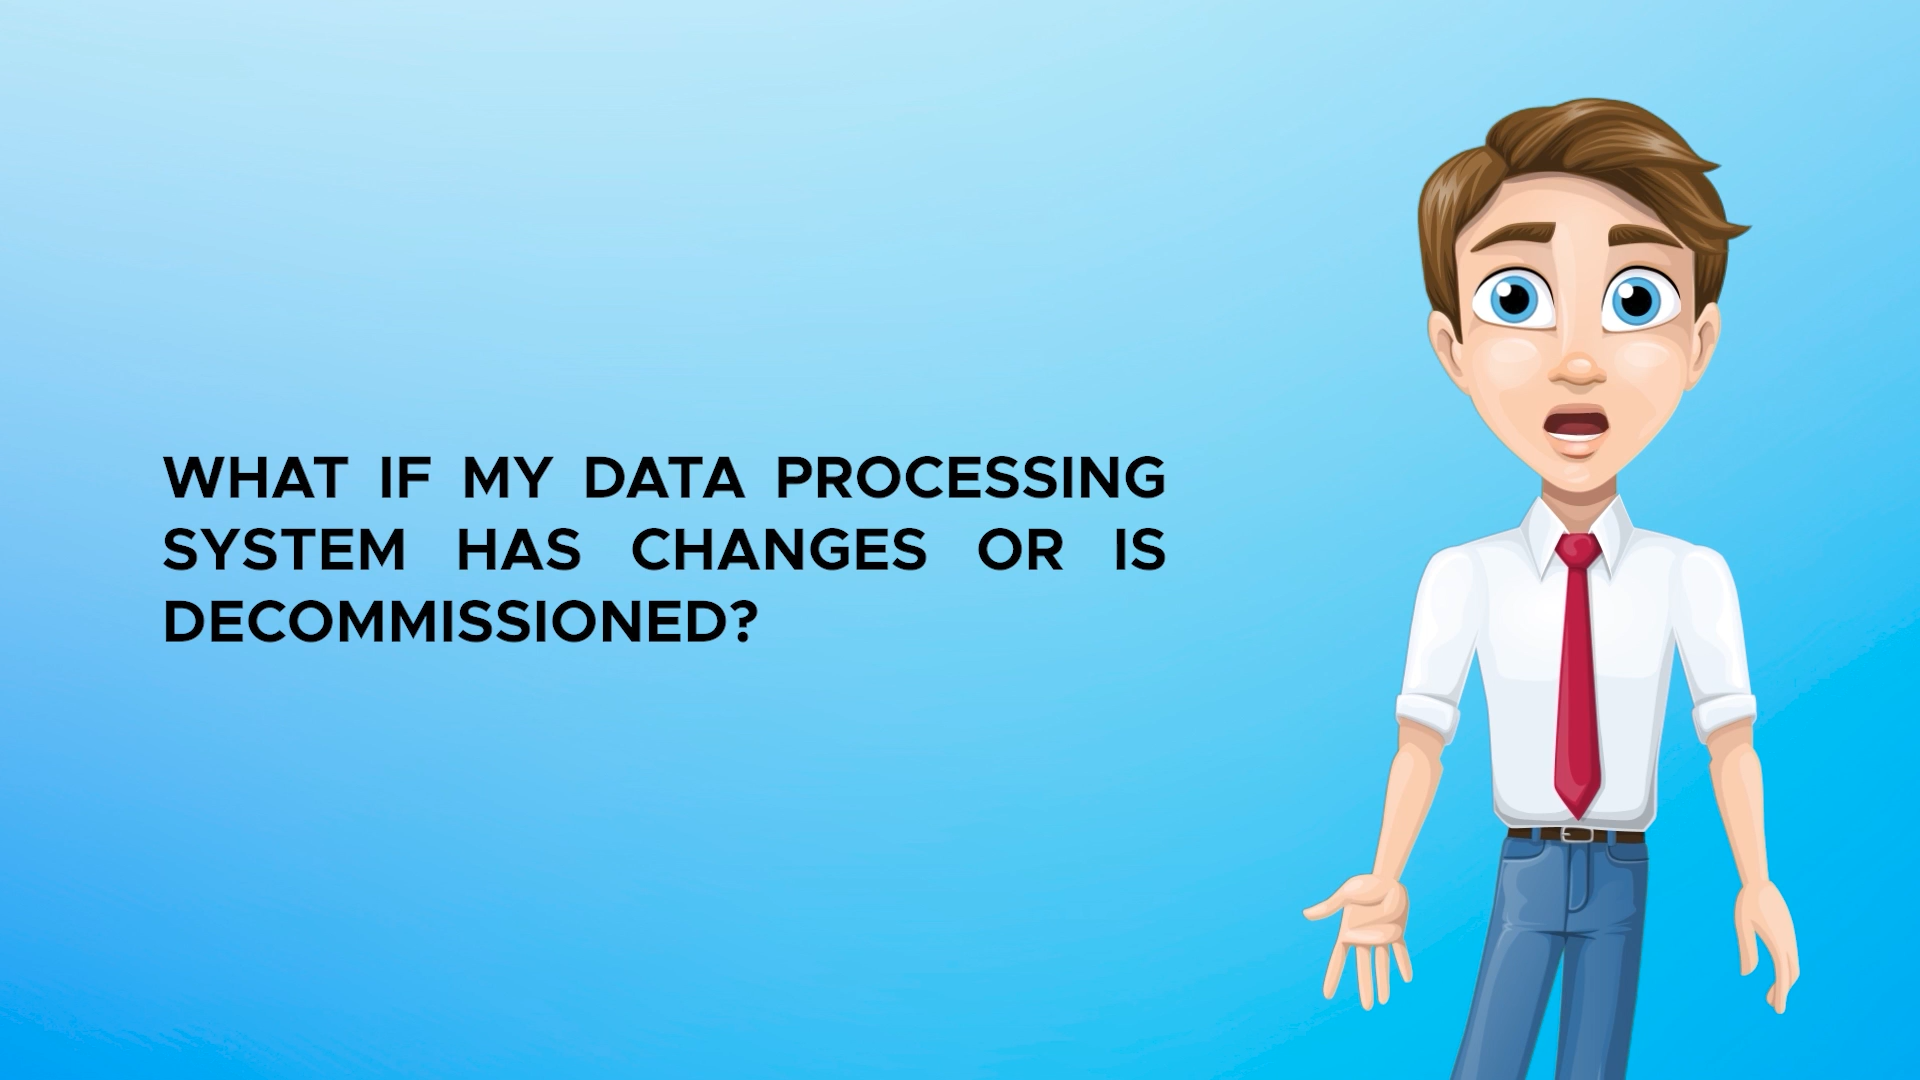 WHAT IF MY DATA PROCESSING
SYSTEM HAS CHANGES OR IS
DECOMMISSIONED?